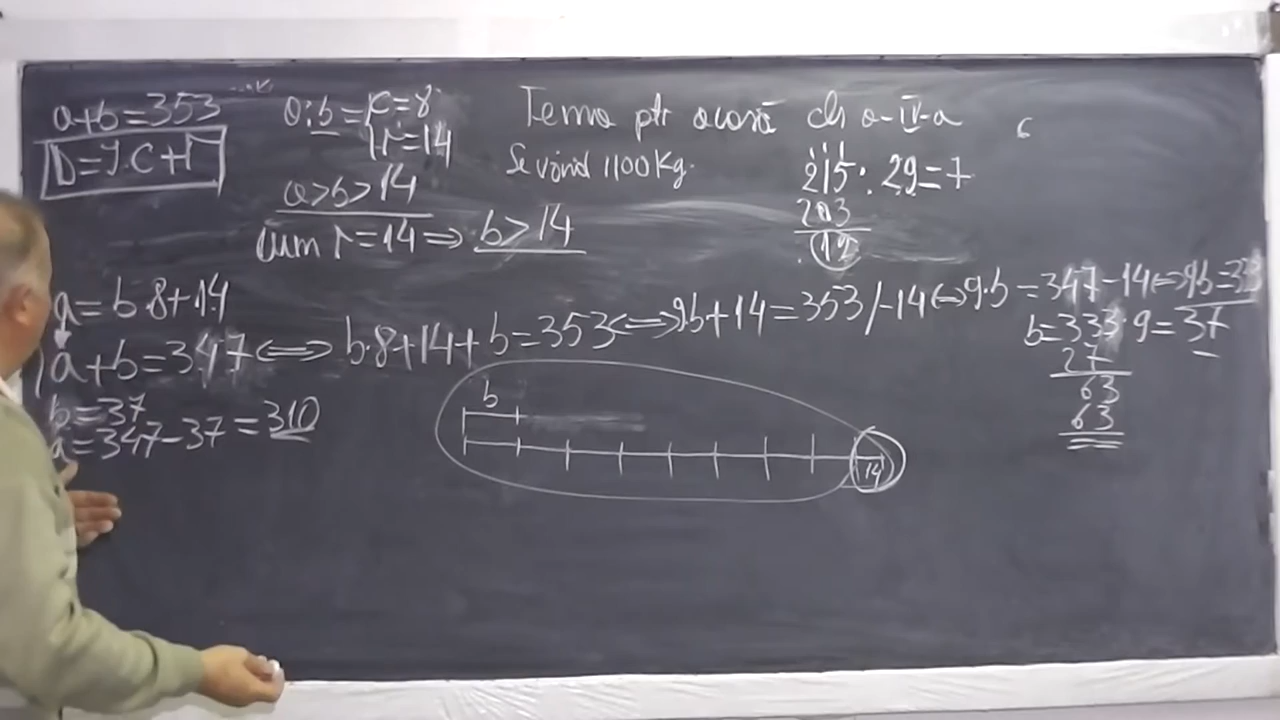 a+b=353
D=Î.C+r
a:b= c=8
r=14
a>b>14
cum r=14 ⇒ b>14
Tema ptr acasă cls a-IV-a
Se vând 1100 Kg.
215: 29=7
203
12
a=b·8+14
a+b=347 ⇔ b·8+14+b=353 ⇔ 9b+14=353/-14 ⇔ 9·b=347-14 ⇔ 9b=333
b=333:9=37
27
63
63
b=37
a=347-37=310
b
14